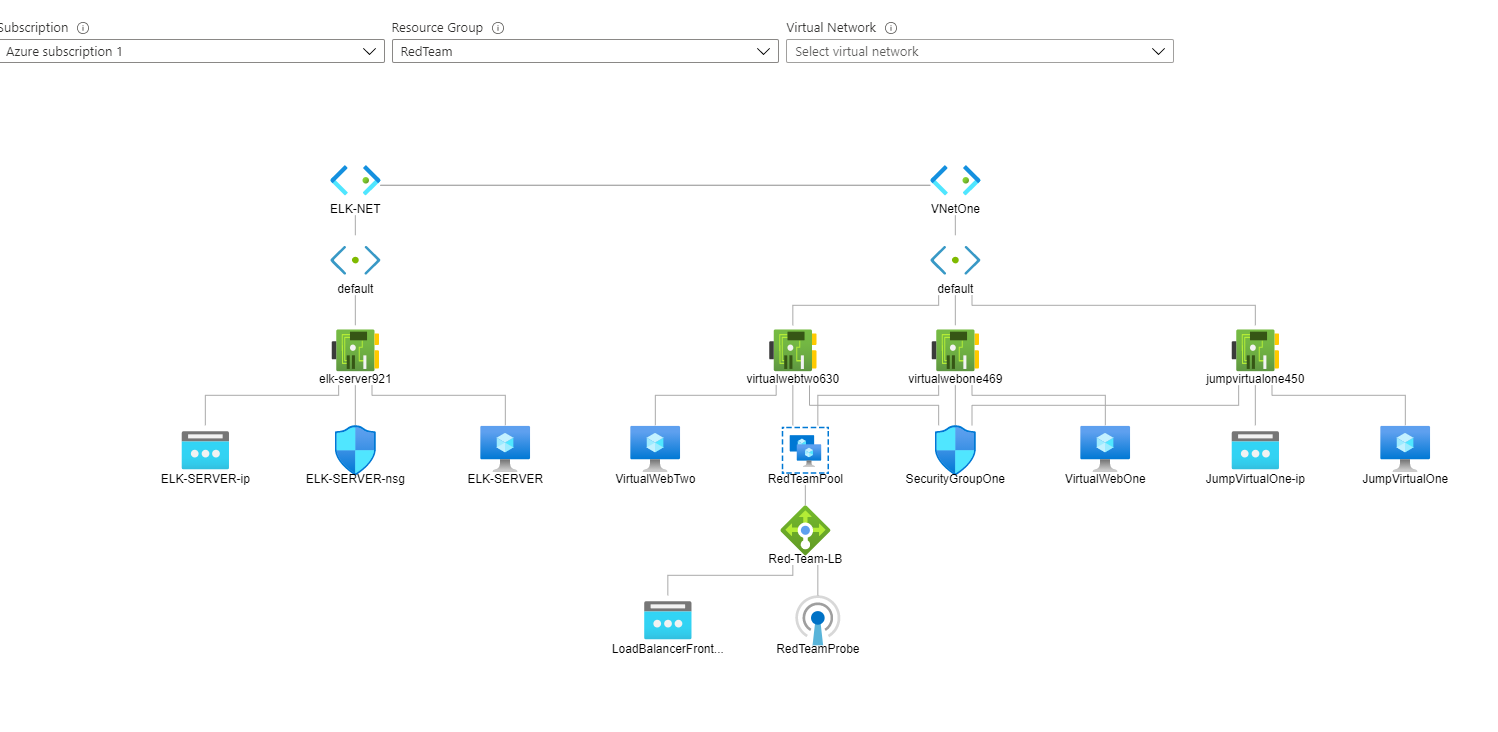 Subscription
Resource Group
Virtual Network
Azure subscription 1
RedTeam
Select virtual network
ELK-NET
VNetOne
default
default
elk-server921
virtualwebtwo630
virtualwebone469
jumpvirtualone450
ELK-SERVER-ip
ELK-SERVER-nsg
ELK-SERVER
VirtualWebTwo
RedTeamPool
SecurityGroupOne
VirtualWebOne
JumpVirtualOne-ip
JumpVirtualOne
Red-Team-LB
LoadBalancerFront...
RedTeamProbe